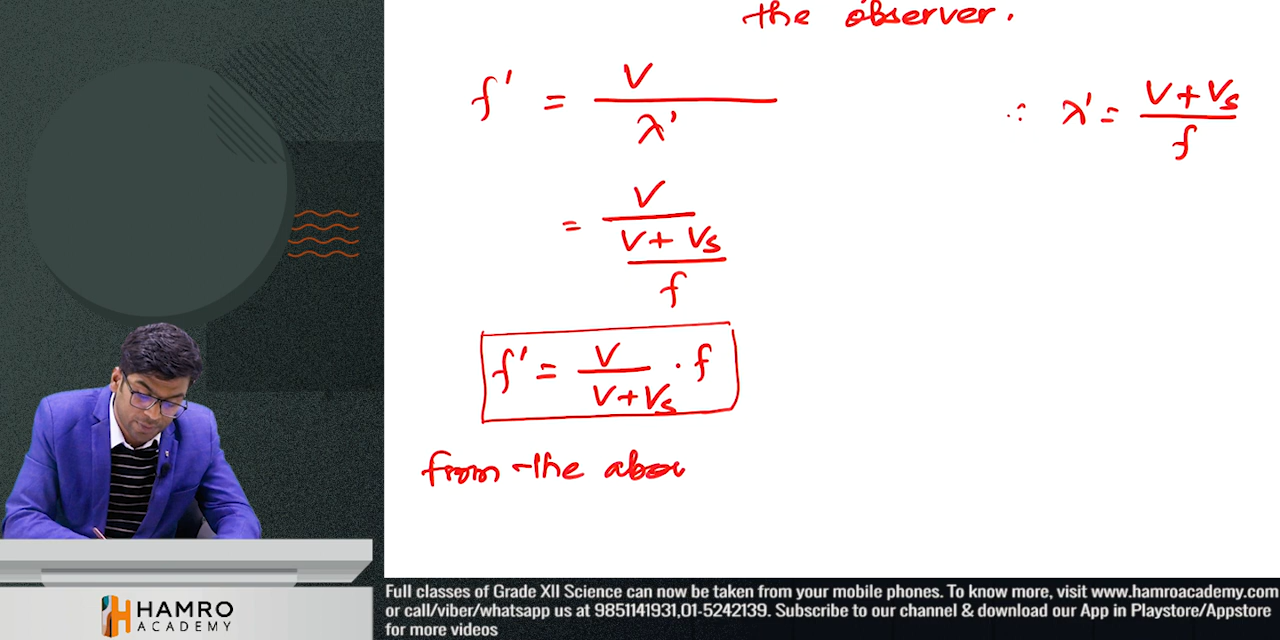 the observer.
f' = V / λ'
∴ λ' = V + Vs / f
= V / V + Vs / f
f' = V / V + Vs . f
from the abov
HAMRO
ACADEMY
Full classes of Grade XII Science can now be taken from your mobile phones. To know more, visit www.hamroacademy.com
or call/viber/whatsapp us at 9851141931,01-5242139. Subscribe to our channel & download our App in Playstore/Appstore
for more videos